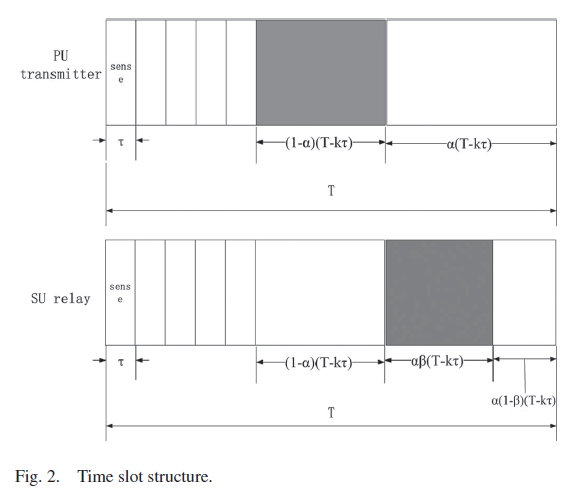 PU
transmitter
sens
e
τ
(1-α)(T-kτ)
α(T-kτ)
T
SU relay
sens
e
τ
(1-α)(T-kτ)
αβ(T-kτ)
α(1-β)(T-kτ)
T
Fig. 2. Time slot structure.